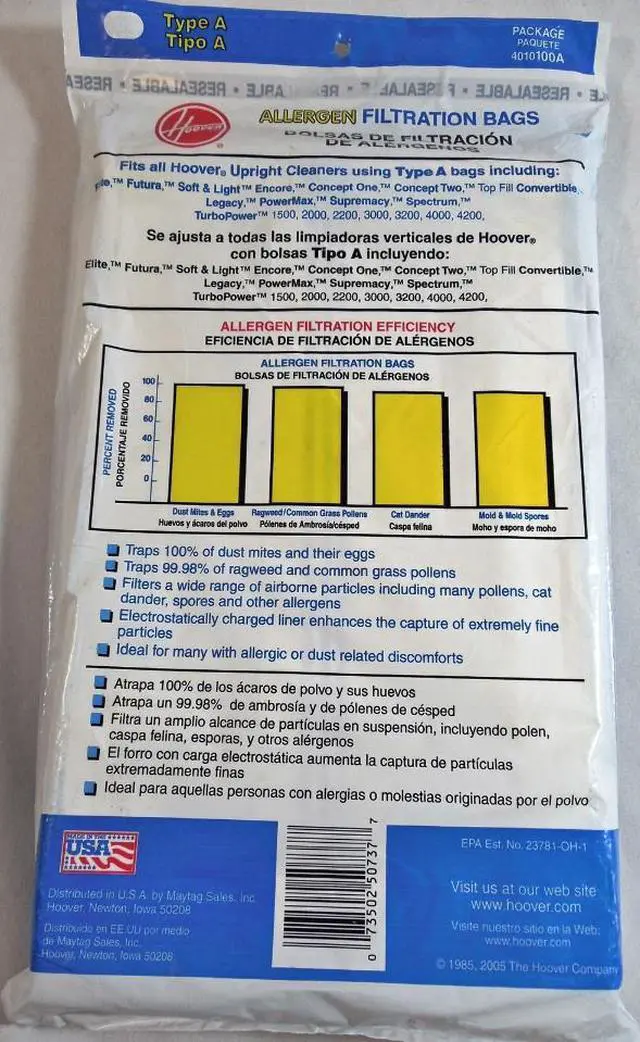 Type A
Tipo A
PACKAGE
PAQUETE
4010100A
RESEALABLE • RESEALABLE • RESEALABLE
Hoover®
ALLERGEN FILTRATION BAGS
BOLSAS DE FILTRACIÓN
DE ALÉRGENOS
Fits all Hoover® Upright Cleaners using Type A bags including:
Futura,™ Soft & Light™ Encore,™ Concept One,™ Concept Two,™ Top Fill Convertible,
Legacy,™ PowerMax,™ Supremacy,™ Spectrum,™
TurboPower™ 1500, 2000, 2200, 3000, 3200, 4000, 4200,
Se ajusta a todas las limpiadoras verticales de Hoover®
con bolsas Tipo A incluyendo:
Elite,™ Futura,™ Soft & Light™ Encore,™ Concept One,™ Concept Two,™ Top Fill Convertible,™
Legacy,™ PowerMax,™ Supremacy,™ Spectrum,™
TurboPower™ 1500, 2000, 2200, 3000, 3200, 4000, 4200,
ALLERGEN FILTRATION EFFICIENCY
EFICIENCIA DE FILTRACIÓN DE ALÉRGENOS
ALLERGEN FILTRATION BAGS
BOLSAS DE FILTRACIÓN DE ALÉRGENOS
PERCENT REMOVED
PORCENTAJE REMOVIDO
100
80
60
40
20
0
Dust Mites & Eggs
Huevos y ácaros del polvo
Ragweed/Common Grass Pollens
Pólenes de Ambrosía/césped
Cat Dander
Caspa felina
Mold & Mold Spores
Moho y espora de moho
Traps 100% of dust mites and their eggs
Traps 99.98% of ragweed and common grass pollens
Filters a wide range of airborne particles including many pollens, cat
dander, spores and other allergens
Electrostatically charged liner enhances the capture of extremely fine
particles
Ideal for many with allergic or dust related discomforts
Atrapa 100% de los ácaros de polvo y sus huevos
Atrapa un 99.98% de ambrosía y de pólenes de césped
Filtra un amplio alcance de partículas en suspensión, incluyendo polen,
caspa felina, esporas, y otros alérgenos
El forro con carga electrostática aumenta la captura de partículas
extremadamente finas
Ideal para aquellas personas con alergias o molestias originadas por el polvo
MADE IN THE
USA
Distributed in U.S.A. by Maytag Sales, Inc.
Hoover, Newton, Iowa 50208
Distribuido en EE.UU por medio
de Maytag Sales, Inc.
Hoover, Newton, Iowa 50208
0 73502 50737 7
EPA Est. No. 23781-OH-1
Visit us at our web site
www.hoover.com
Visite nuestro sitio en la Web:
www.hoover.com
© 1985, 2005 The Hoover Company